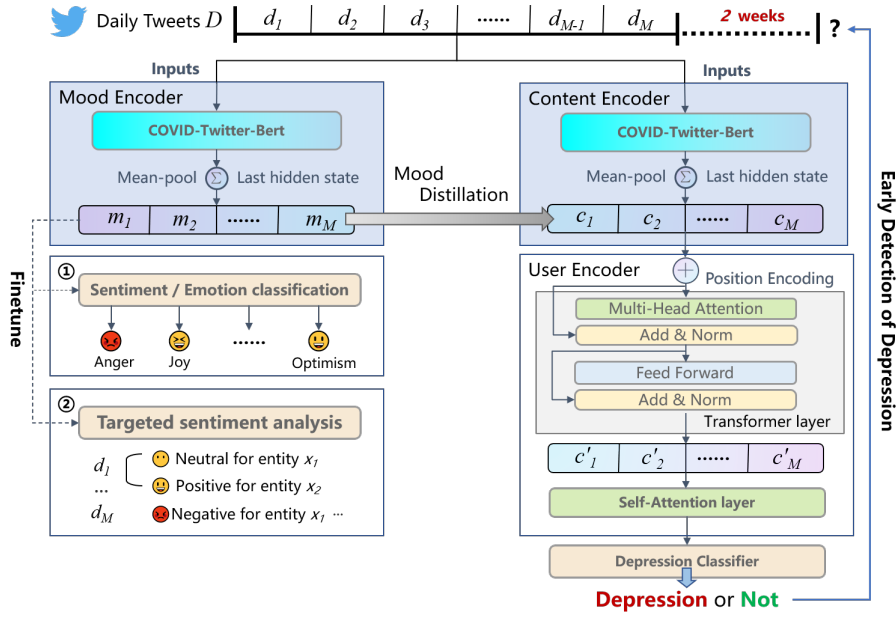 Daily Tweets D
d1 d2 d3 ...... dM-1 dM 2 weeks ?
Inputs
Inputs
Mood Encoder
COVID-Twitter-Bert
Mean-pool Σ Last hidden state
m1 m2 ...... mM
Mood
Distillation
Content Encoder
COVID-Twitter-Bert
Mean-pool Σ Last hidden state
c1 c2 ...... cM
Finetune
①
Sentiment / Emotion classification
......
Anger Joy Optimism
②
Targeted sentiment analysis
d1
...
dM
Neutral for entity x1
Positive for entity x2
Negative for entity x1 ...
User Encoder
+
Position Encoding
Multi-Head Attention
Add & Norm
Feed Forward
Add & Norm
Transformer layer
c'1 c'2 ...... c'M
Self-Attention layer
Depression Classifier
Depression or Not
Early Detection of Depression